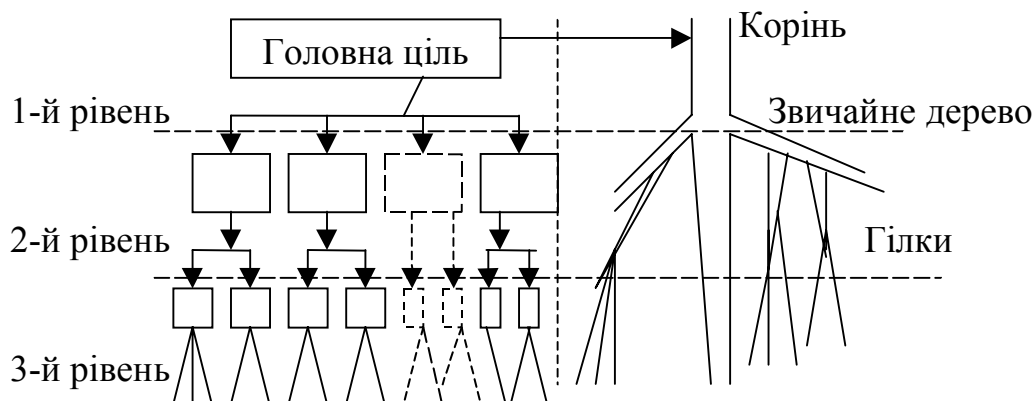 Корінь
Головна ціль
1-й рівень
Звичайне дерево
2-й рівень
Гілки
3-й рівень